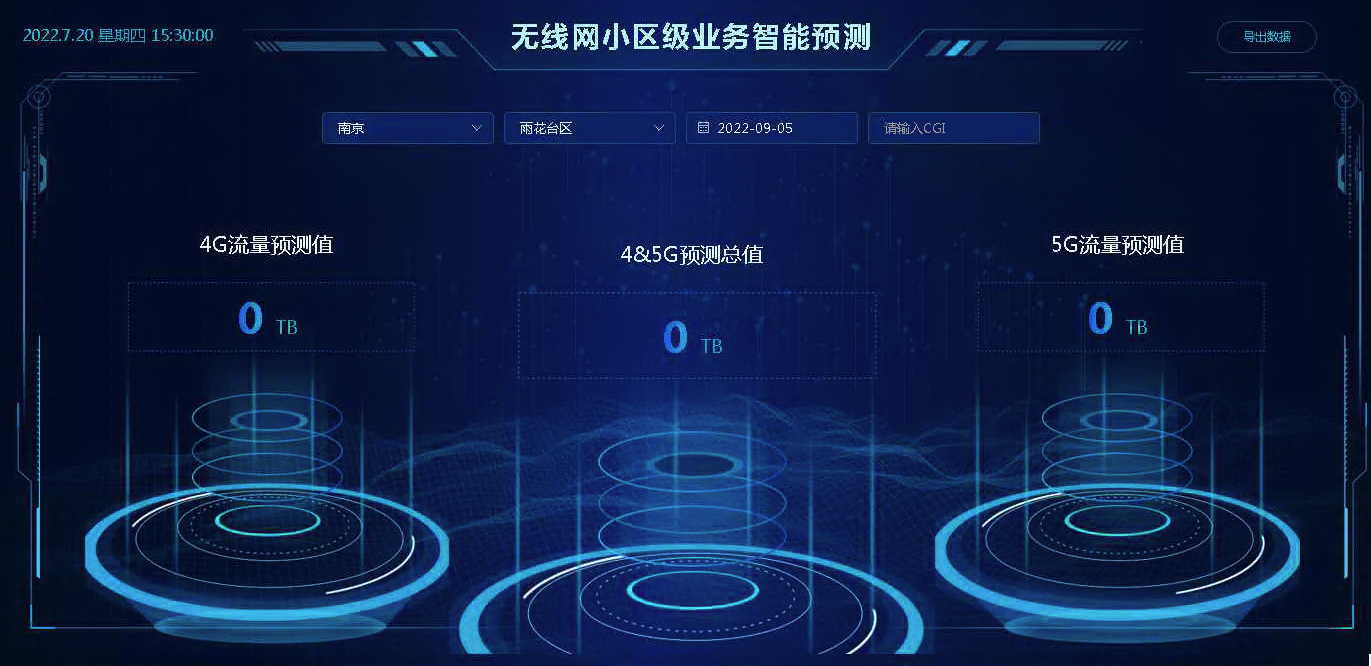 2022.7.20 星期四 15:30:00
无线网小区级业务智能预测
导出数据
南京
雨花台区
2022-09-05
请输入CGI
4G流量预测值
4&5G预测总值
5G流量预测值
0 TB
0 TB
0 TB